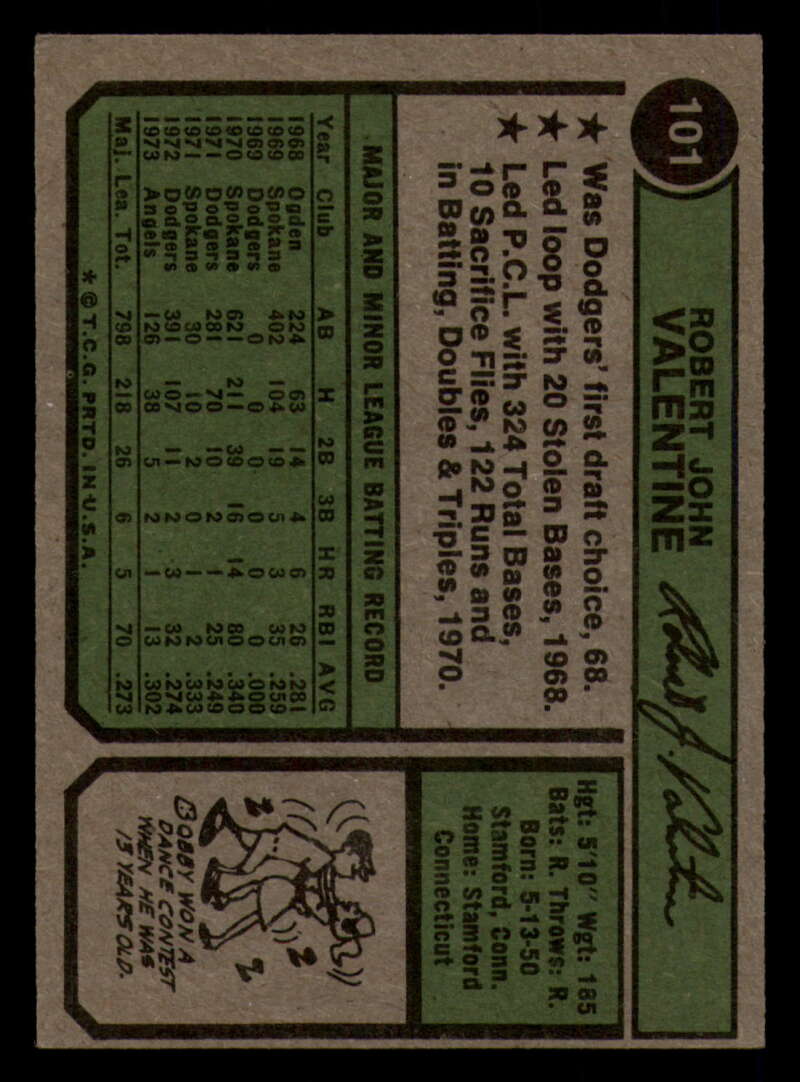 101
ROBERT JOHN
VALENTINE
Robert J. Valentine
★ Was Dodgers' first draft choice, 68.
★ Led loop with 20 Stolen Bases, 1968.
★ Led P.C.L. with 324 Total Bases,
10 Sacrifice Flies, 122 Runs and
in Batting, Doubles & Triples, 1970.
MAJOR AND MINOR LEAGUE BATTING RECORD
Year Club AB H 2B 3B HR RBI AVG
1968 Ogden 224 63 14 4 6 26 .281
1969 Spokane 402 104 19 5 3 35 .259
1969 Dodgers 0 0 0 0 0 0 .000
1970 Spokane 621 211 39 16 14 80 .340
1971 Dodgers 281 70 10 2 1 25 .249
1971 Spokane 30 10 2 0 1 2 .333
1972 Dodgers 391 107 11 2 3 32 .274
1973 Angels 126 38 5 2 1 13 .302
Maj. Lea. Tot. 798 218 26 6 5 70 .273
* © T.C.G. PRTD. IN U.S.A.
Hgt: 5'10" Wgt: 185
Bats: R. Throws: R.
Born: 5-13-50
Stamford, Conn.
Home: Stamford
Connecticut
BOBBY WON A
DANCE CONTEST
WHEN HE WAS
13 YEARS OLD.